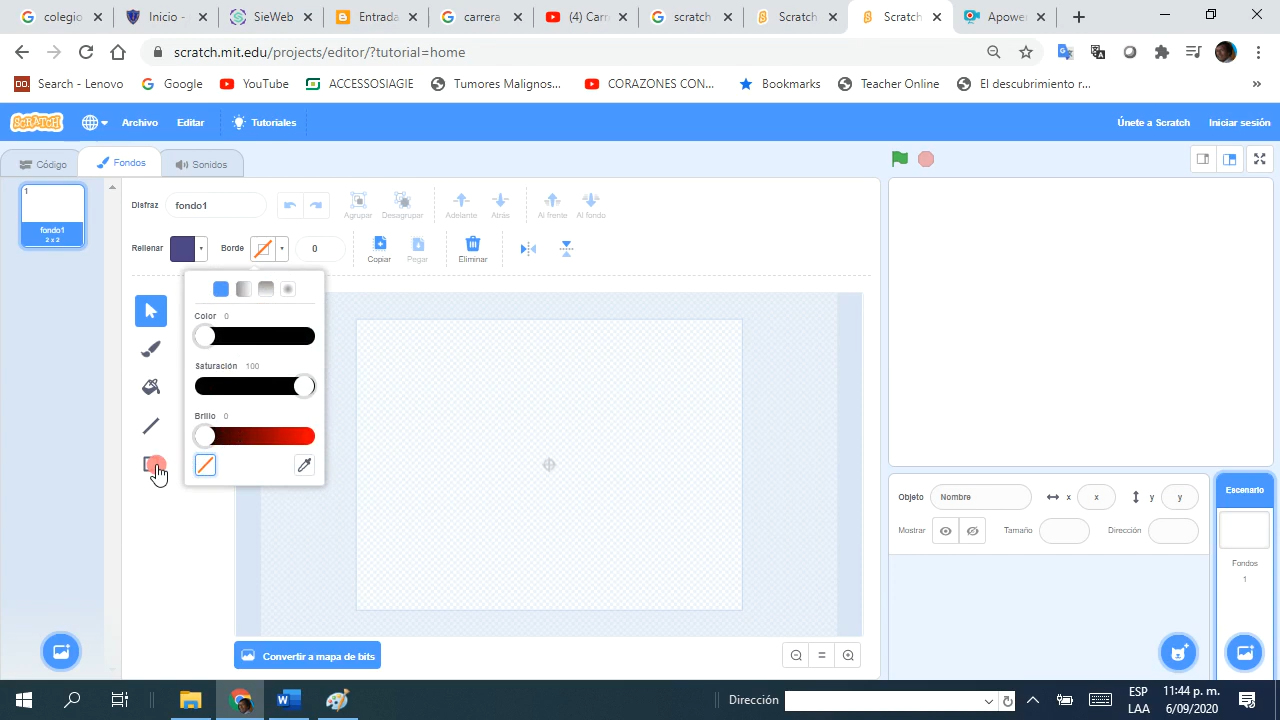 colegio
Inicio -
SieWeb
Entrada
carrera
(4) Carr
scratch
Scratch
Scratch
Apower
scratch.mit.edu/projects/editor/?tutorial=home
DO.
Search - Lenovo
Google
YouTube
ACCESSOSIAGIE
Tumores Malignos...
CORAZONES CON...
Bookmarks
Teacher Online
El descubrimiento r...
»
SCRATCH
Archivo
Editar
Tutoriales
Únete a Scratch
Iniciar sesión
Código
Fondos
Sonidos
1
fondo1
2 x 2
Disfraz
fondo1
Agrupar
Desagrupar
Adelante
Atrás
Al frente
Al fondo
Rellenar
Borde
0
Copiar
Pegar
Eliminar
Color 0
Saturación 100
Brillo 0
Convertir a mapa de bits
Objeto
Nombre
x
x
y
y
Mostrar
Tamaño
Dirección
Escenario
Fondos
1
Dirección
ESP
LAA
11:44 p. m.
6/09/2020